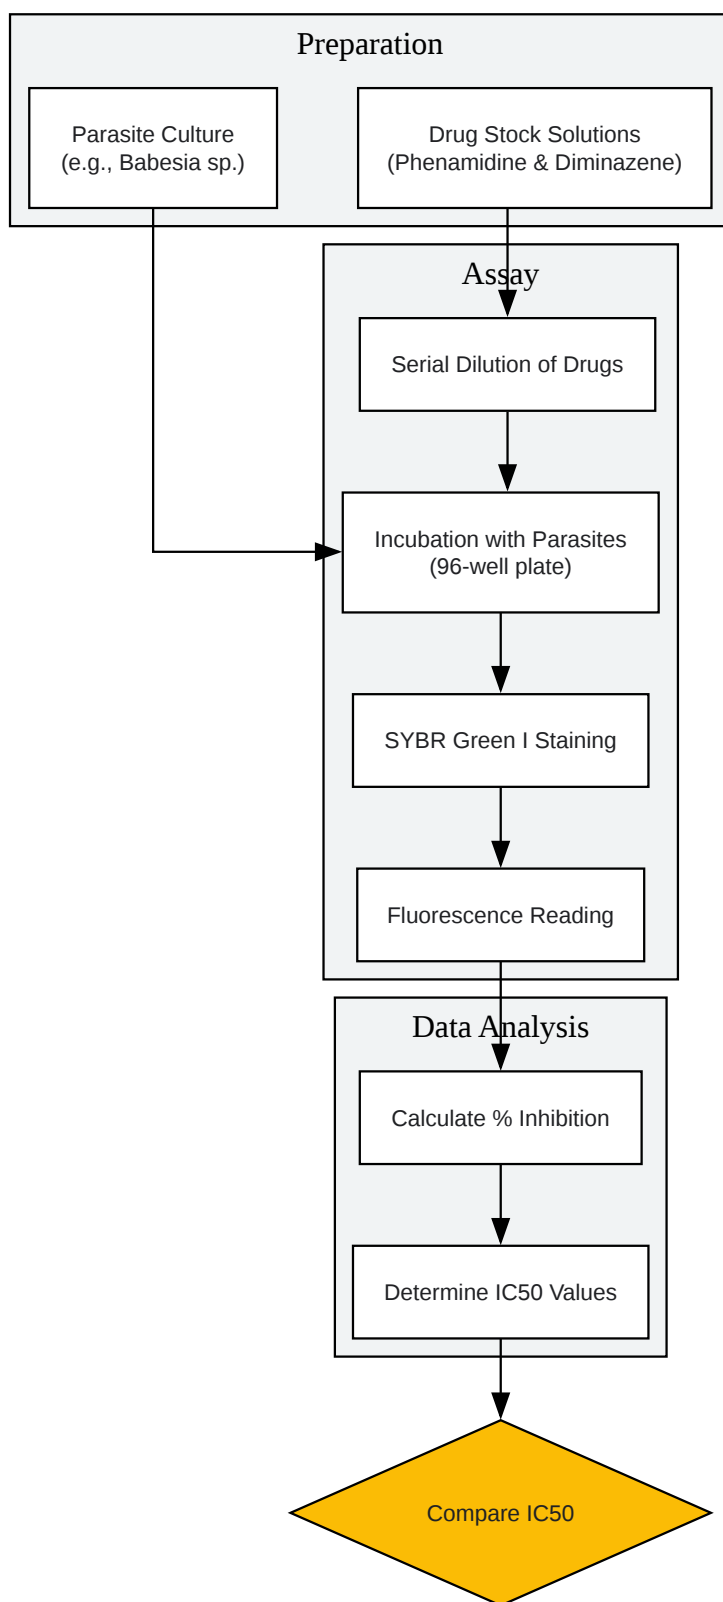 Preparation
Parasite Culture
(e.g., Babesia sp.)
Drug Stock Solutions
(Phenamidine & Diminazene)
Assay
Serial Dilution of Drugs
Incubation with Parasites
(96-well plate)
SYBR Green I Staining
Fluorescence Reading
Data Analysis
Calculate % Inhibition
Determine IC50 Values
Compare IC50